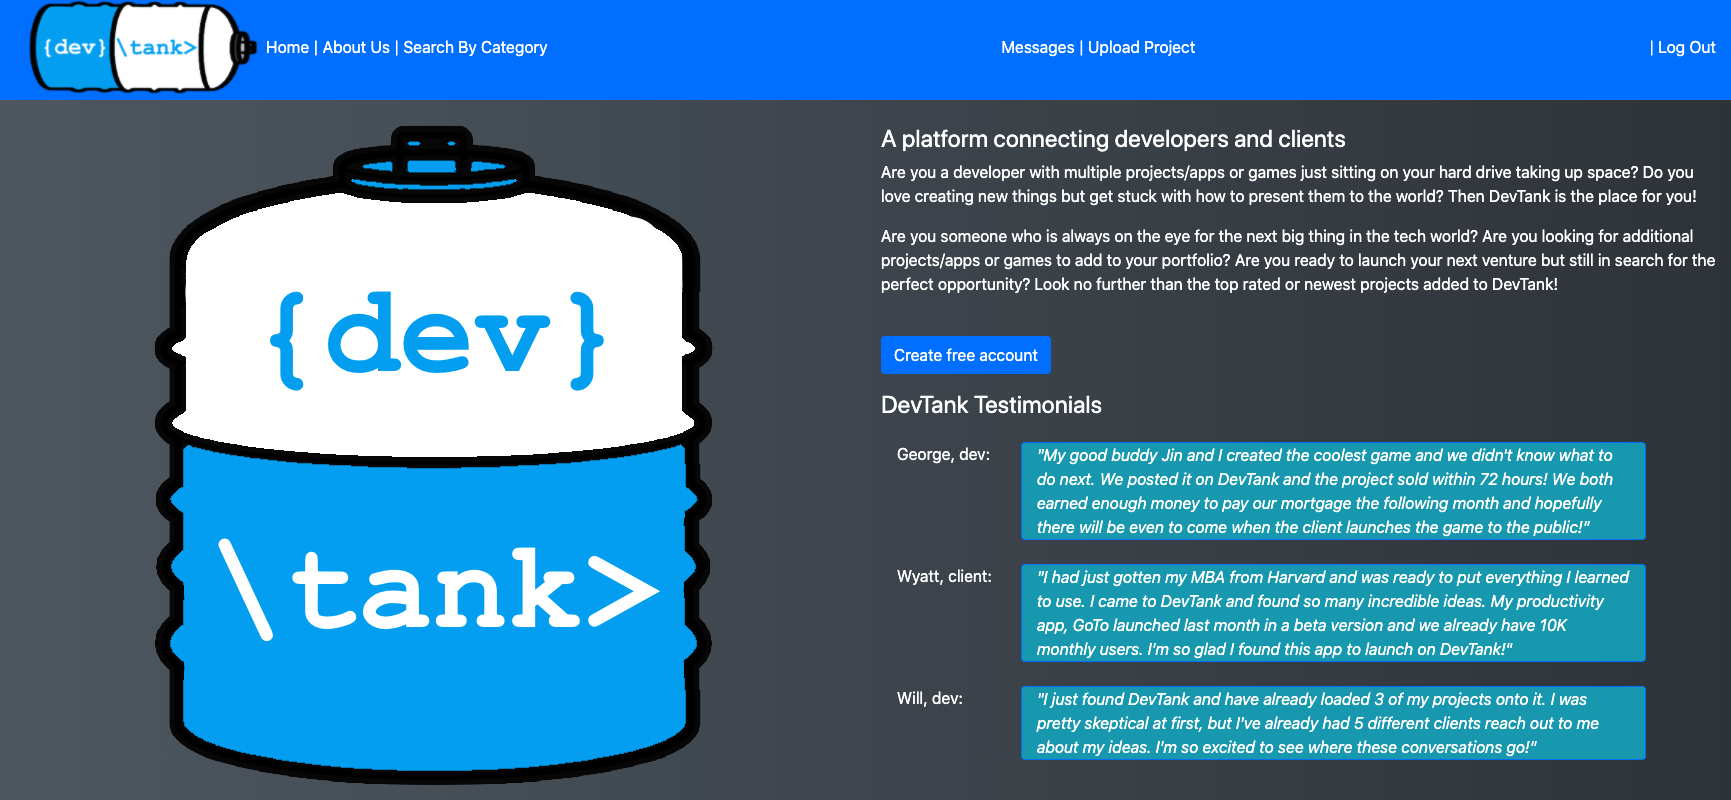 {dev} \tank> Home | About Us | Search By Category Messages | Upload Project | Log Out
{dev}
\tank>
A platform connecting developers and clients
Are you a developer with multiple projects/apps or games just sitting on your hard drive taking up space? Do you
love creating new things but get stuck with how to present them to the world? Then DevTank is the place for you!
Are you someone who is always on the eye for the next big thing in the tech world? Are you looking for additional
projects/apps or games to add to your portfolio? Are you ready to launch your next venture but still in search for the
perfect opportunity? Look no further than the top rated or newest projects added to DevTank!
Create free account
DevTank Testimonials
George, dev:
"My good buddy Jin and I created the coolest game and we didn't know what to
do next. We posted it on DevTank and the project sold within 72 hours! We both
earned enough money to pay our mortgage the following month and hopefully
there will be even to come when the client launches the game to the public!"
Wyatt, client:
"I had just gotten my MBA from Harvard and was ready to put everything I learned
to use. I came to DevTank and found so many incredible ideas. My productivity
app, GoTo launched last month in a beta version and we already have 10K
monthly users. I'm so glad I found this app to launch on DevTank!"
Will, dev:
"I just found DevTank and have already loaded 3 of my projects onto it. I was
pretty skeptical at first, but I've already had 5 different clients reach out to me
about my ideas. I'm so excited to see where these conversations go!"